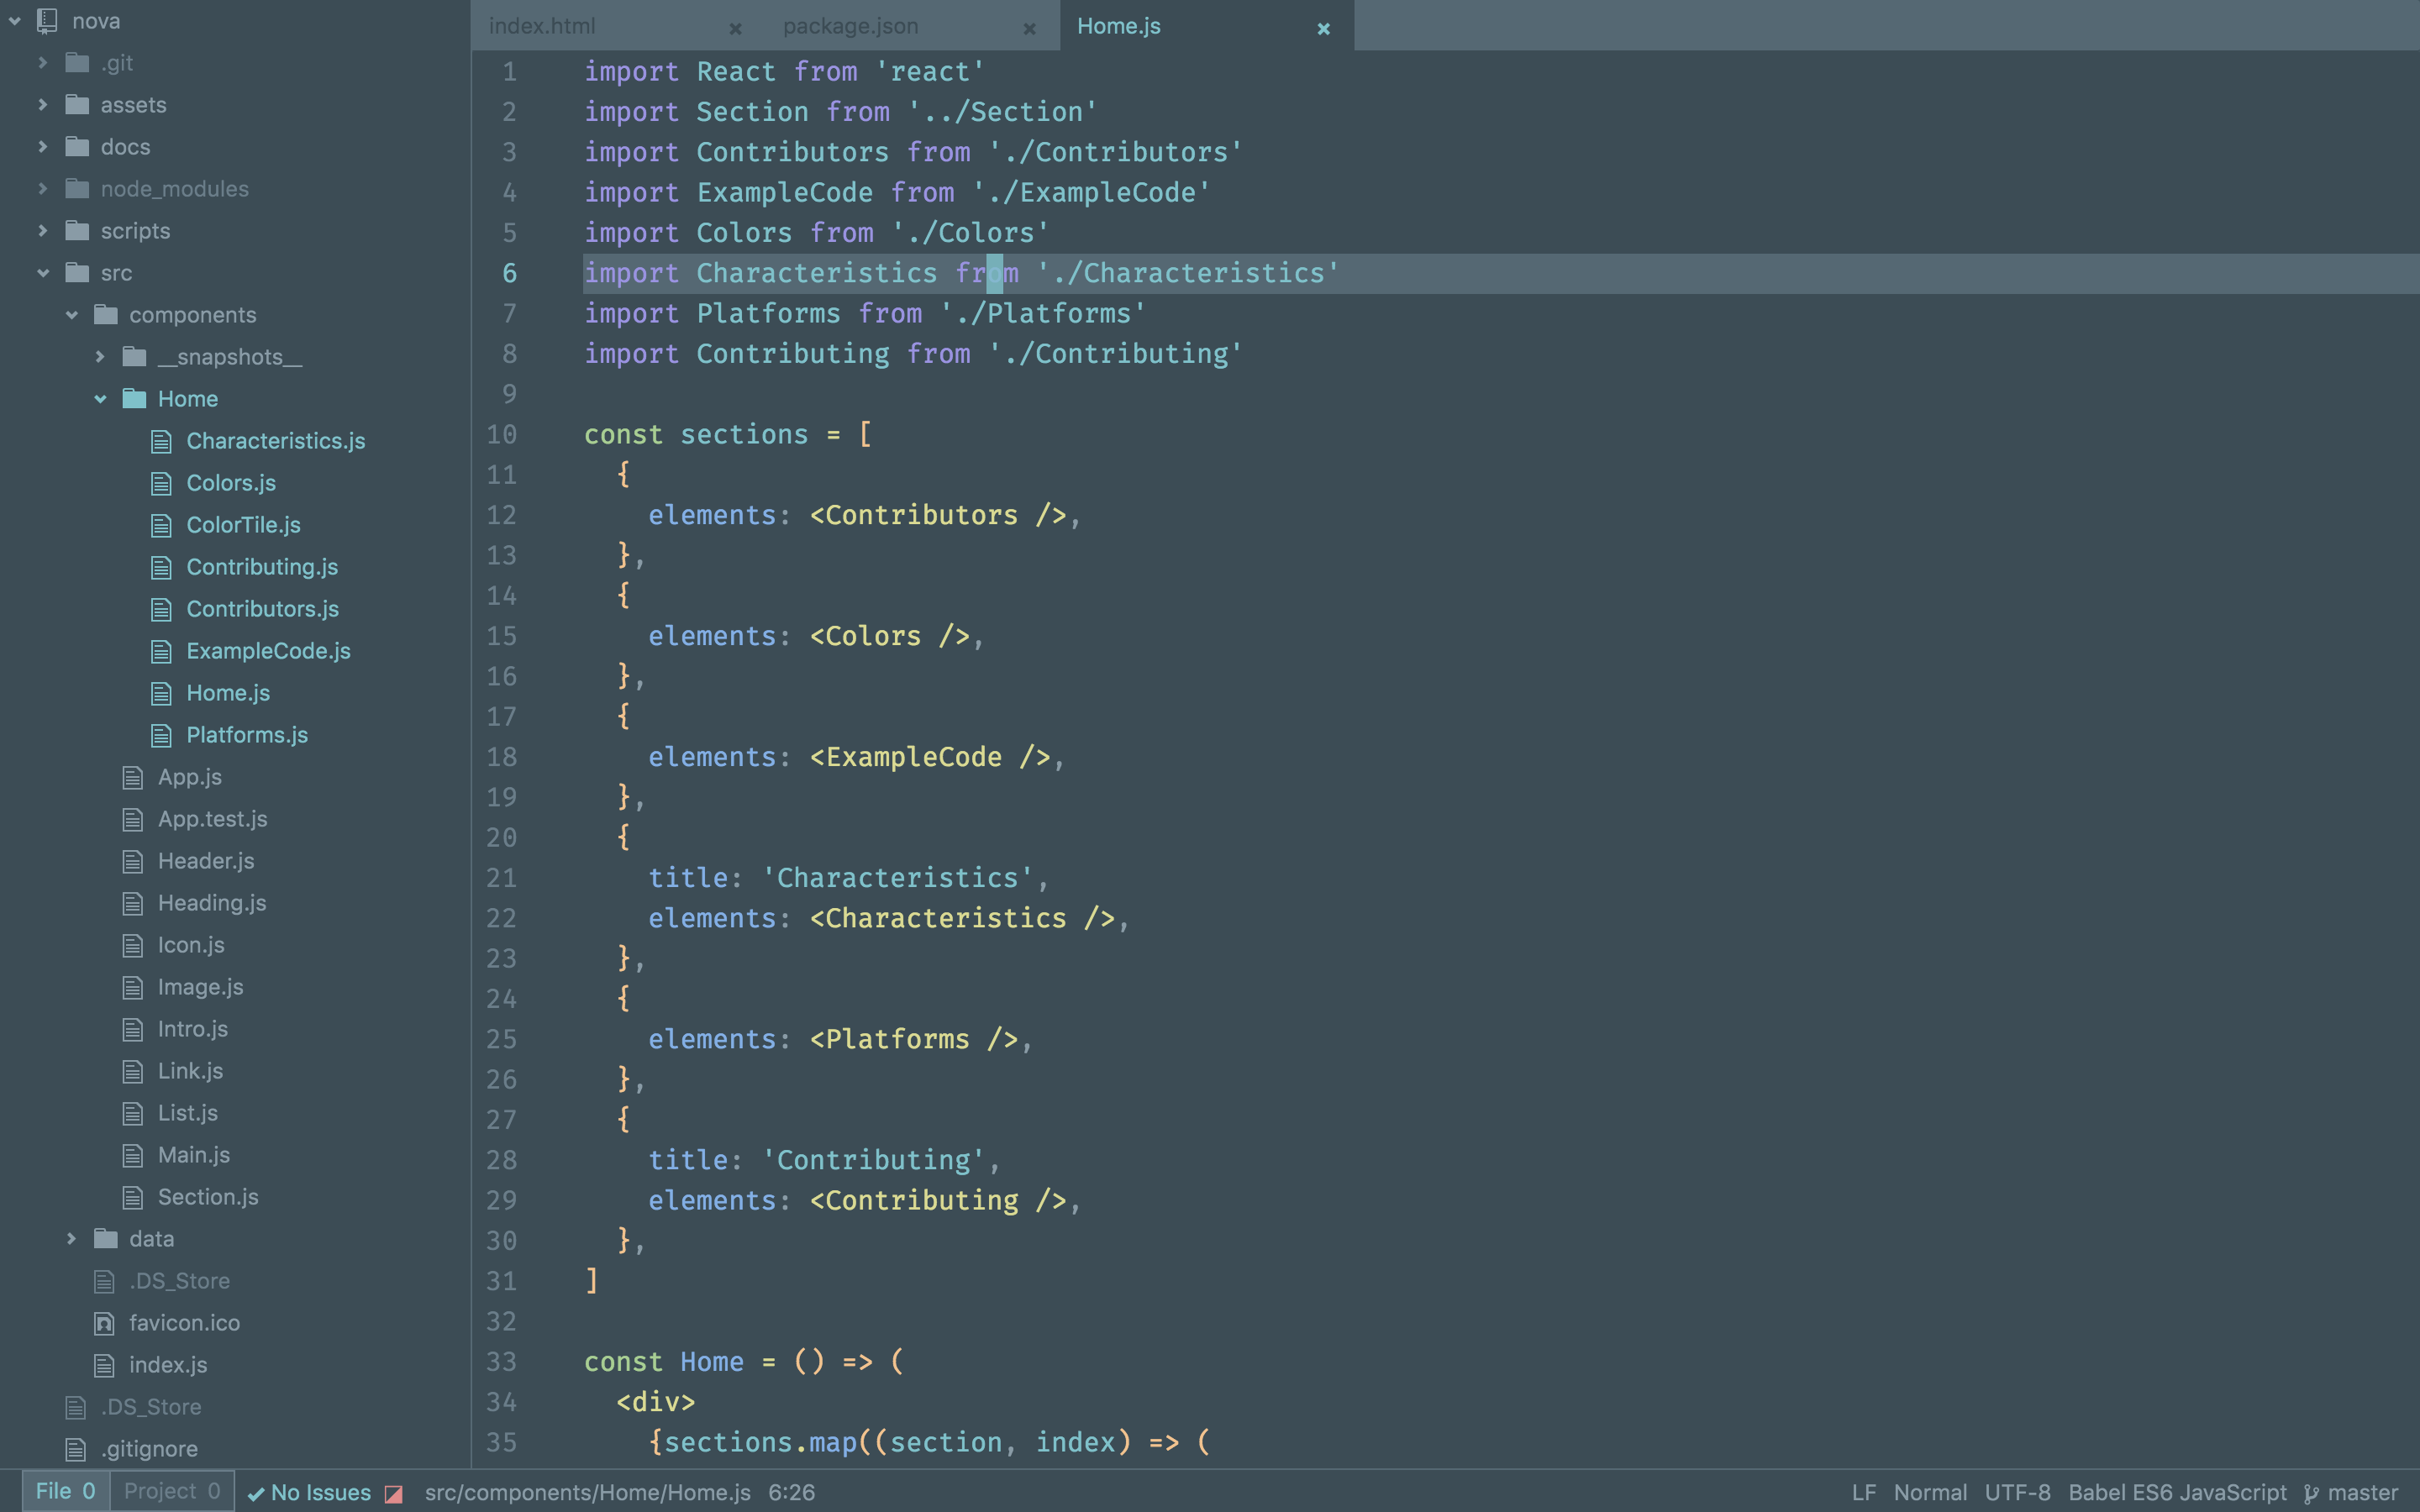 nova
.git
assets
docs
node_modules
scripts
src
components
__snapshots__
Home
Characteristics.js
Colors.js
ColorTile.js
Contributing.js
Contributors.js
ExampleCode.js
Home.js
Platforms.js
App.js
App.test.js
Header.js
Heading.js
Icon.js
Image.js
Intro.js
Link.js
List.js
Main.js
Section.js
data
.DS_Store
favicon.ico
index.js
.DS_Store
.gitignore
index.html × package.json × Home.js ×
1 import React from 'react'
2 import Section from '../Section'
3 import Contributors from './Contributors'
4 import ExampleCode from './ExampleCode'
5 import Colors from './Colors'
6 import Characteristics from './Characteristics'
7 import Platforms from './Platforms'
8 import Contributing from './Contributing'
9
10 const sections = [
11   {
12     elements: <Contributors />,
13   },
14   {
15     elements: <Colors />,
16   },
17   {
18     elements: <ExampleCode />,
19   },
20   {
21     title: 'Characteristics',
22     elements: <Characteristics />,
23   },
24   {
25     elements: <Platforms />,
26   },
27   {
28     title: 'Contributing',
29     elements: <Contributing />,
30   },
31 ]
32
33 const Home = () => (
34   <div>
35     {sections.map((section, index) => (
File 0 Project 0 No Issues src/components/Home/Home.js 6:26 LF Normal UTF-8 Babel ES6 JavaScript master